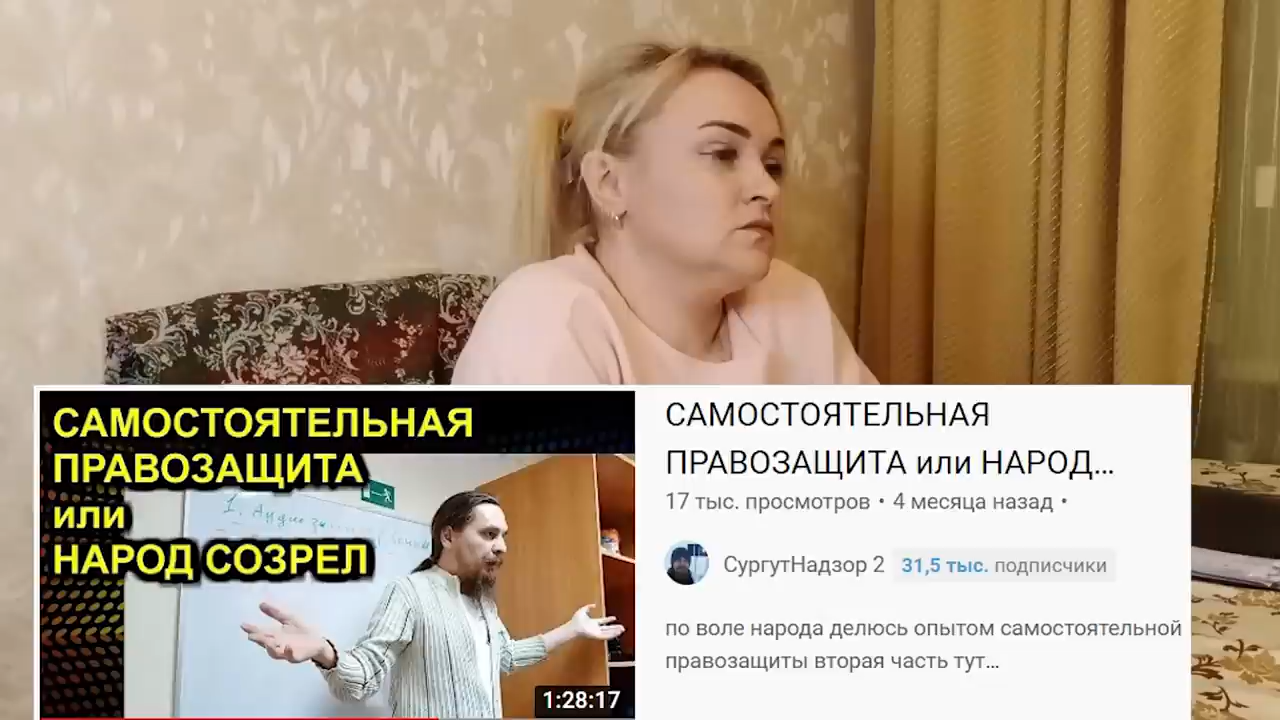 САМОСТОЯТЕЛЬНАЯ
ПРАВОЗАЩИТА
или
НАРОД СОЗРЕЛ
1:28:17
САМОСТОЯТЕЛЬНАЯ
ПРАВОЗАЩИТА или НАРОД...
17 тыс. просмотров • 4 месяца назад •
СургутНадзор 2 31,5 тыс. подписчики
по воле народа делюсь опытом самостоятельной
правозащиты вторая часть тут...